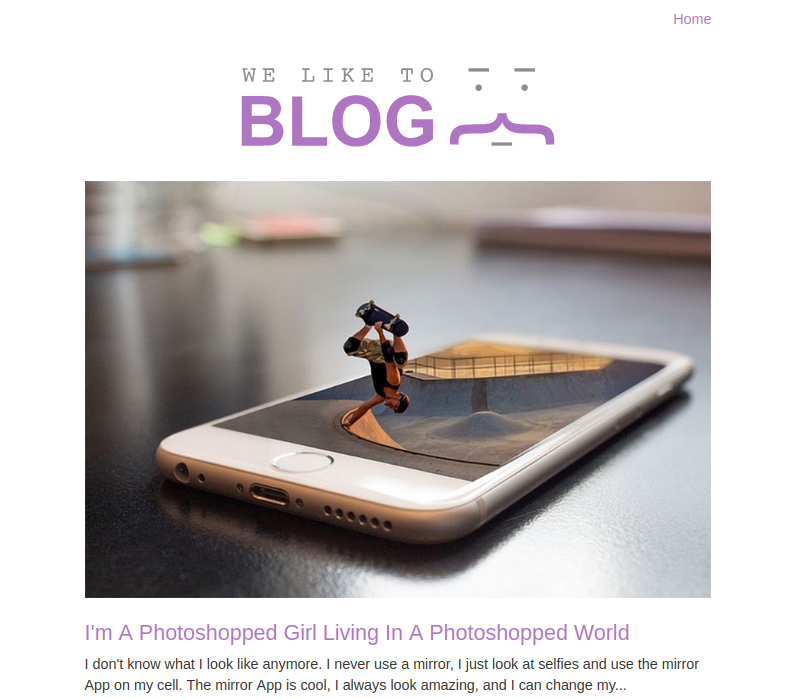 Home
WE LIKE TO
BLOG
I'm A Photoshopped Girl Living In A Photoshopped World
I don't know what I look like anymore. I never use a mirror, I just look at selfies and use the mirror
App on my cell. The mirror App is cool, I always look amazing, and I can change my...